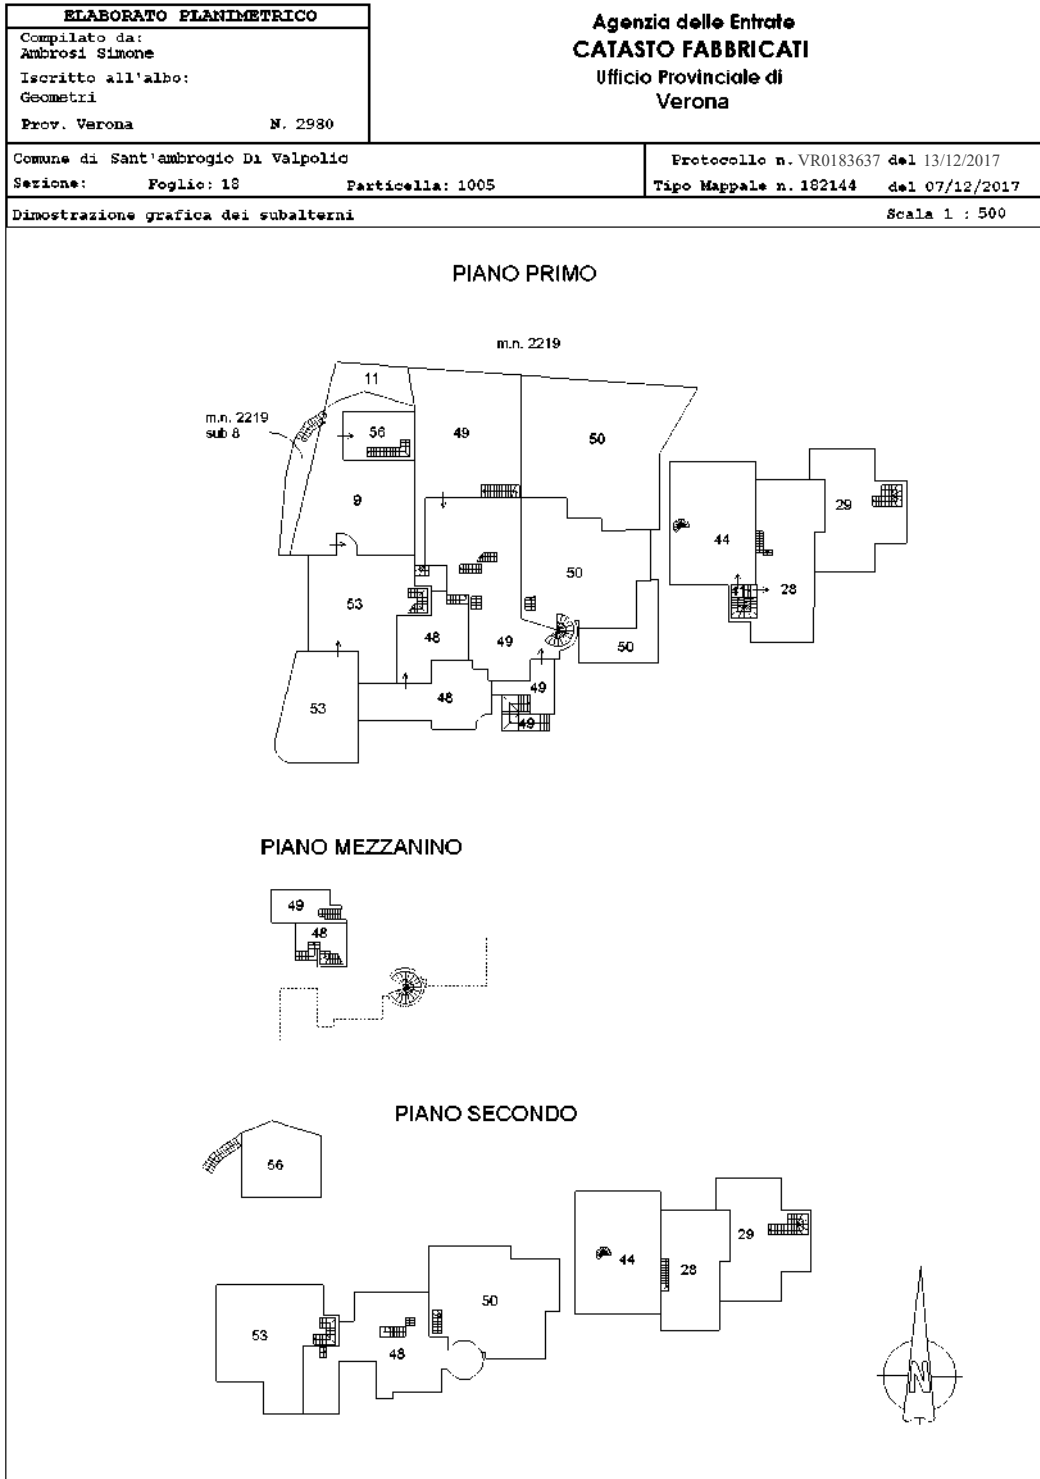 ELABORATO PLANIMETRICO
Compilato da:
Ambrosi Simone
Iscritto all'albo:
Geometri
Prov. Verona N. 2980
Agenzia delle Entrate
CATASTO FABBRICATI
Ufficio Provinciale di
Verona
Comune di Sant'ambrogio Di Valpolic
Sezione: Foglio: 18 Particella: 1005
Protocollo n. VR0183637 del 13/12/2017
Tipo Mappale n. 182144 del 07/12/2017
Dimostrazione grafica dei subalterni Scala 1 : 500
PIANO PRIMO
m.n. 2219
11
m.n. 2219
sub 8
56
49
50
9
29
44
53
50
41
28
48
49
50
53
48
49
49
PIANO MEZZANINO
49
48
PIANO SECONDO
56
29
44
28
50
53
48
N